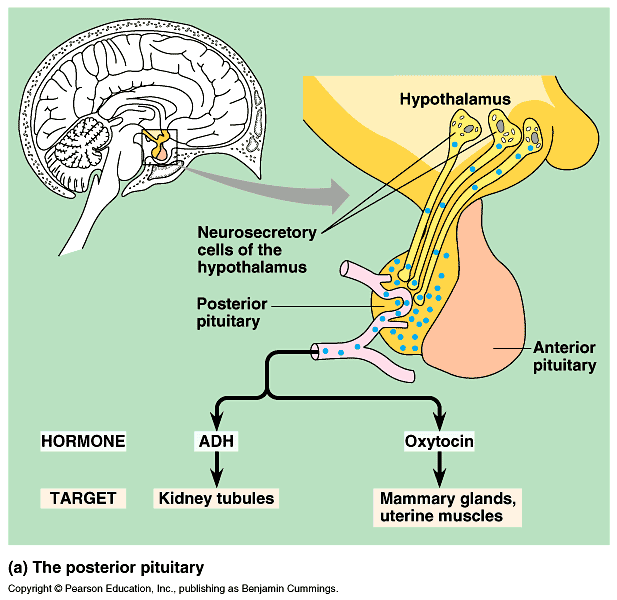 Hypothalamus
Neurosecretory
cells of the
hypothalamus
Posterior
pituitary
Anterior
pituitary
HORMONE
ADH
Oxytocin
TARGET
Kidney tubules
Mammary glands,
uterine muscles
(a) The posterior pituitary
Copyright © Pearson Education, Inc., publishing as Benjamin Cummings.